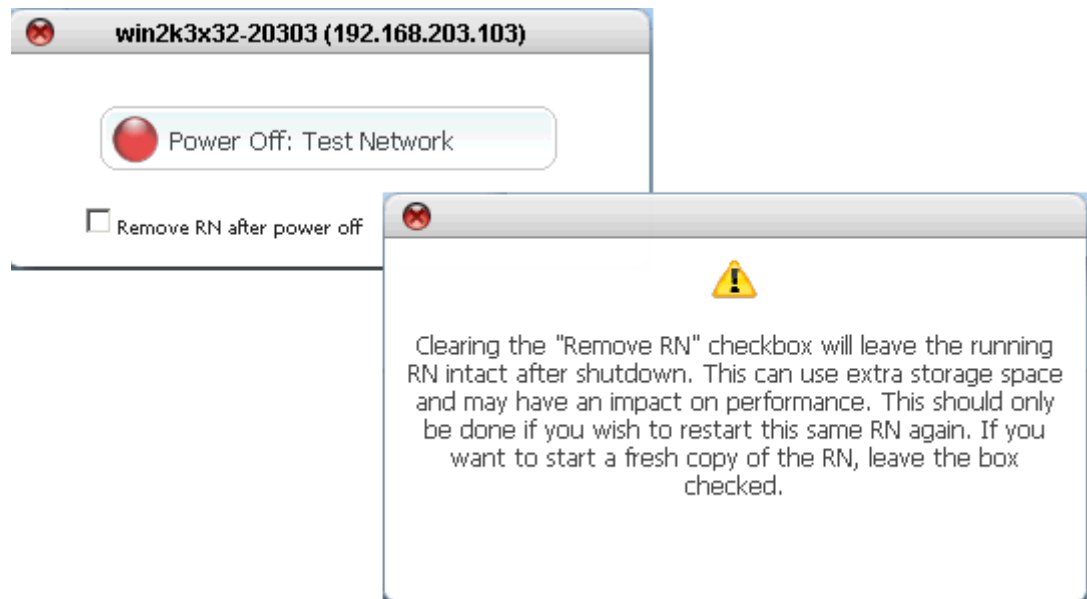 win2k3x32-20303 (192.168.203.103)
Power Off: Test Network
Remove RN after power off
Clearing the "Remove RN" checkbox will leave the running
RN intact after shutdown. This can use extra storage space
and may have an impact on performance. This should only
be done if you wish to restart this same RN again. If you
want to start a fresh copy of the RN, leave the box
checked.